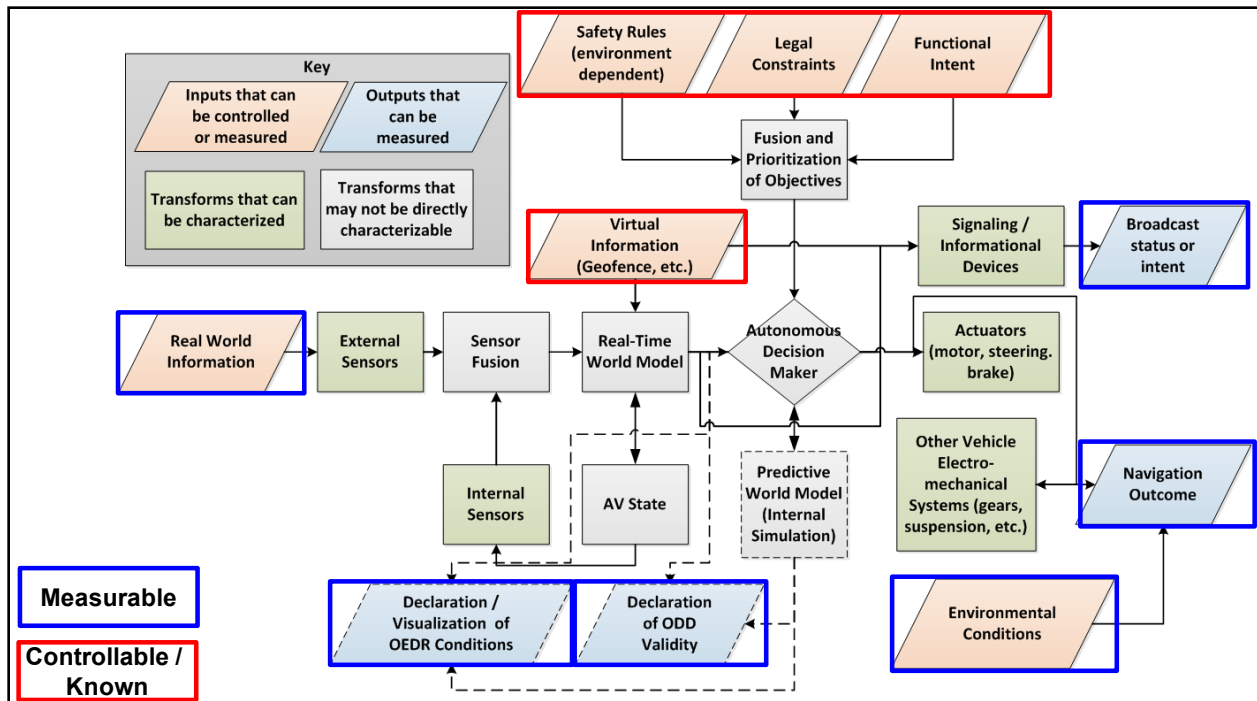 Safety Rules
(environment
dependent)
Legal
Constraints
Functional
Intent
Key
Inputs that can
be controlled
or measured
Outputs that
can be
measured
Transforms that can
be characterized
Transforms that
may not be directly
characterizable
Fusion and
Prioritization
of Objectives
Virtual
Information
(Geofence, etc.)
Signaling /
Informational
Devices
Broadcast
status or
intent
Real World
Information
External
Sensors
Sensor
Fusion
Real-Time
World Model
Autonomous
Decision
Maker
Actuators
(motor, steering.
brake)
Internal
Sensors
AV State
Predictive
World Model
(Internal
Simulation)
Other Vehicle
Electro-
mechanical
Systems (gears,
suspension, etc.)
Navigation
Outcome
Measurable
Controllable /
Known
Declaration /
Visualization of
OEDR Conditions
Declaration
of ODD
Validity
Environmental
Conditions